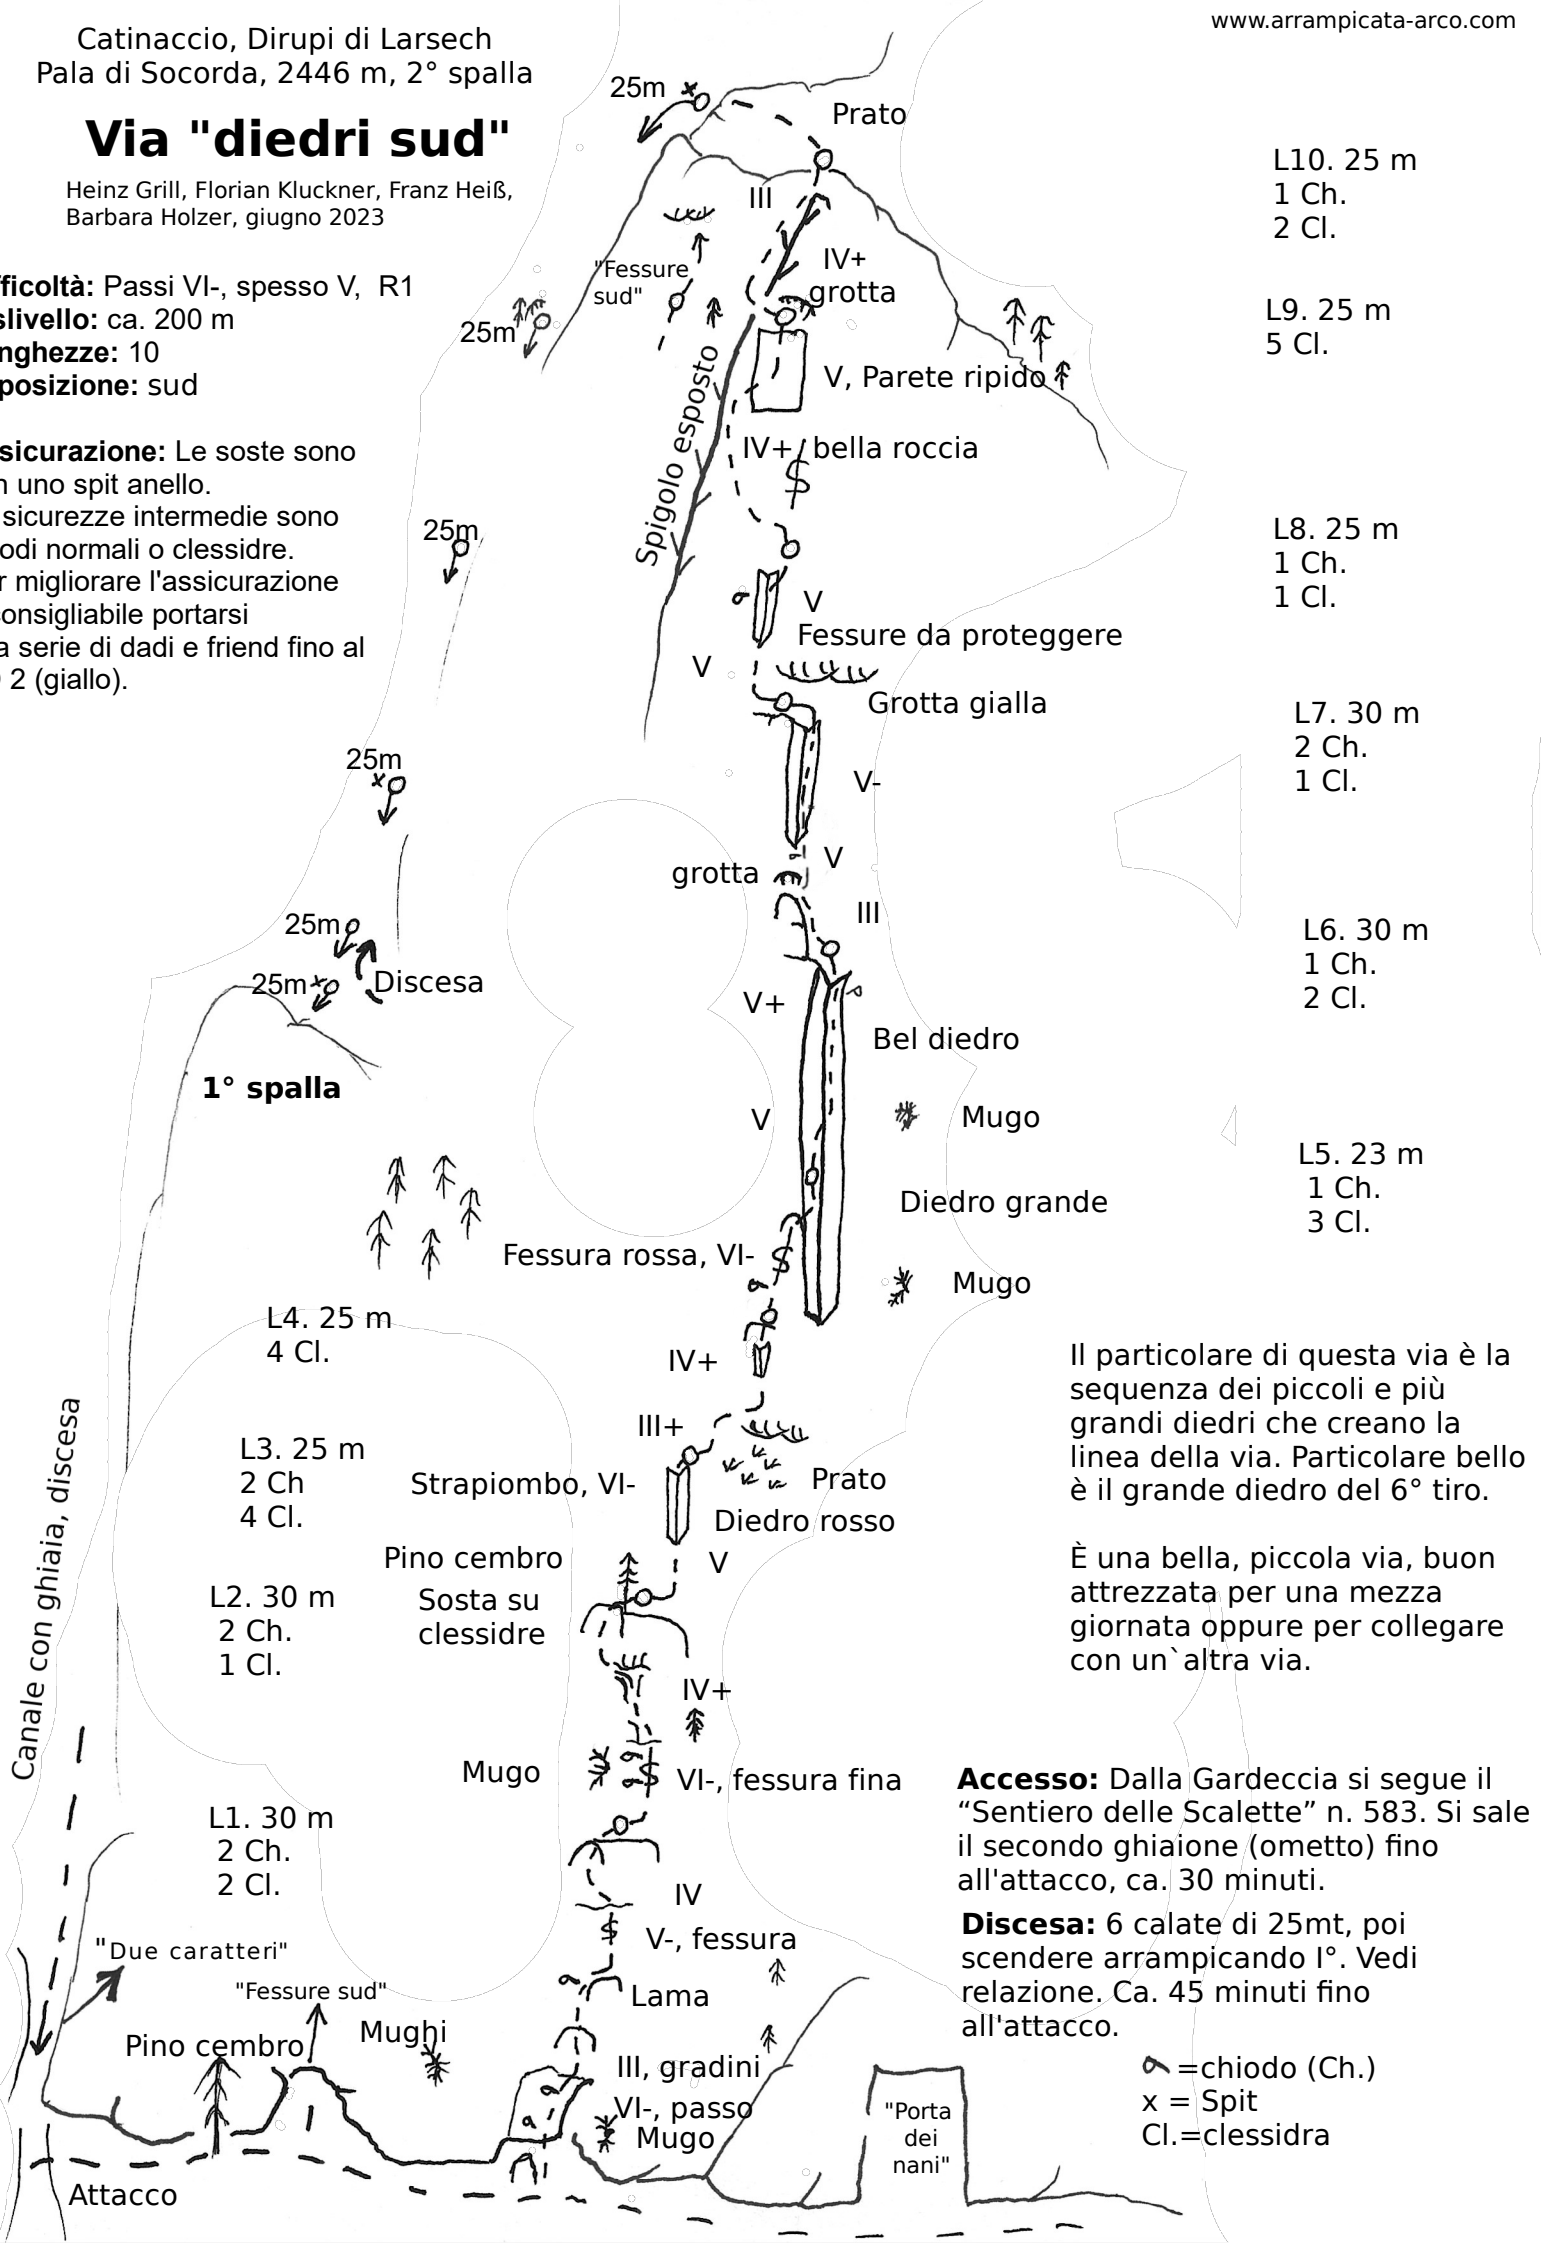 www.arrampicata-arco.com
Catinaccio, Dirupi di Larsech
Pala di Socorda, 2446 m, 2° spalla
Via "diedri sud"
Heinz Grill, Florian Kluckner, Franz Heiß,
Barbara Holzer, giugno 2023
fficoltà: Passi VI-, spesso V, R1
slivello: ca. 200 m
nghezze: 10
posizione: sud
sicurazione: Le soste sono
n uno spit anello.
sicurezze intermedie sono
odi normali o clessidre.
r migliorare l'assicurazione
consigliabile portarsi
a serie di dadi e friend fino al
2 (giallo).
25m x
Prato
III
"Fessure
sud"
IV+
grotta
25m
V, Parete ripido
Spigolo esposto
IV+, bella roccia
25m
V
Fessure da proteggere
V
Grotta gialla
25m
x
V-
V
grotta
III
25m
25m x
Discesa
V+
Bel diedro
1° spalla
V
Mugo
Diedro grande
Fessura rossa, VI-
Mugo
IV+
III+
Strapiombo, VI-
Prato
Diedro rosso
Pino cembro
V
Sosta su
clessidre
IV+
Mugo
VI-, fessura fina
IV
V-, fessura
Lama
III, gradini
VI-, passo
Mugo
L10. 25 m
1 Ch.
2 Cl.
L9. 25 m
5 Cl.
L8. 25 m
1 Ch.
1 Cl.
L7. 30 m
2 Ch.
1 Cl.
L6. 30 m
1 Ch.
2 Cl.
L5. 23 m
1 Ch.
3 Cl.
L4. 25 m
4 Cl.
L3. 25 m
2 Ch
4 Cl.
L2. 30 m
2 Ch.
1 Cl.
L1. 30 m
2 Ch.
2 Cl.
Canale con ghiaia, discesa
"Due caratteri"
"Fessure sud"
Pino cembro
Mughi
Attacco
"Porta
dei
nani"
Il particolare di questa via è la
sequenza dei piccoli e più
grandi diedri che creano la
linea della via. Particolare bello
è il grande diedro del 6° tiro.
È una bella, piccola via, buon
attrezzata per una mezza
giornata oppure per collegare
con un`altra via.
Accesso: Dalla Gardeccia si segue il
“Sentiero delle Scalette” n. 583. Si sale
il secondo ghiaione (ometto) fino
all'attacco, ca. 30 minuti.
Discesa: 6 calate di 25mt, poi
scendere arrampicando I°. Vedi
relazione. Ca. 45 minuti fino
all'attacco.
=chiodo (Ch.)
x = Spit
Cl.=clessidra